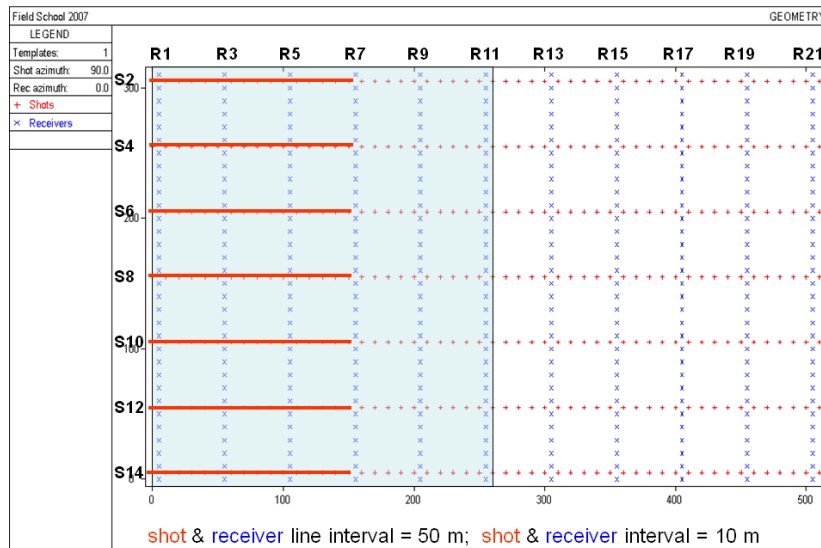 Field School 2007 GEOMETRY
LEGEND
Templates: 1
Shot azimuth: 90.0
Rec azimuth: 0.0
+ Shots
× Receivers
R1 R3 R5 R7 R9 R11 R13 R15 R17 R19 R21
S2
300
S4
S6
200
S8
S10
100
S12
S14
0
0 100 200 300 400 500
shot & receiver line interval = 50 m; shot & receiver interval = 10 m